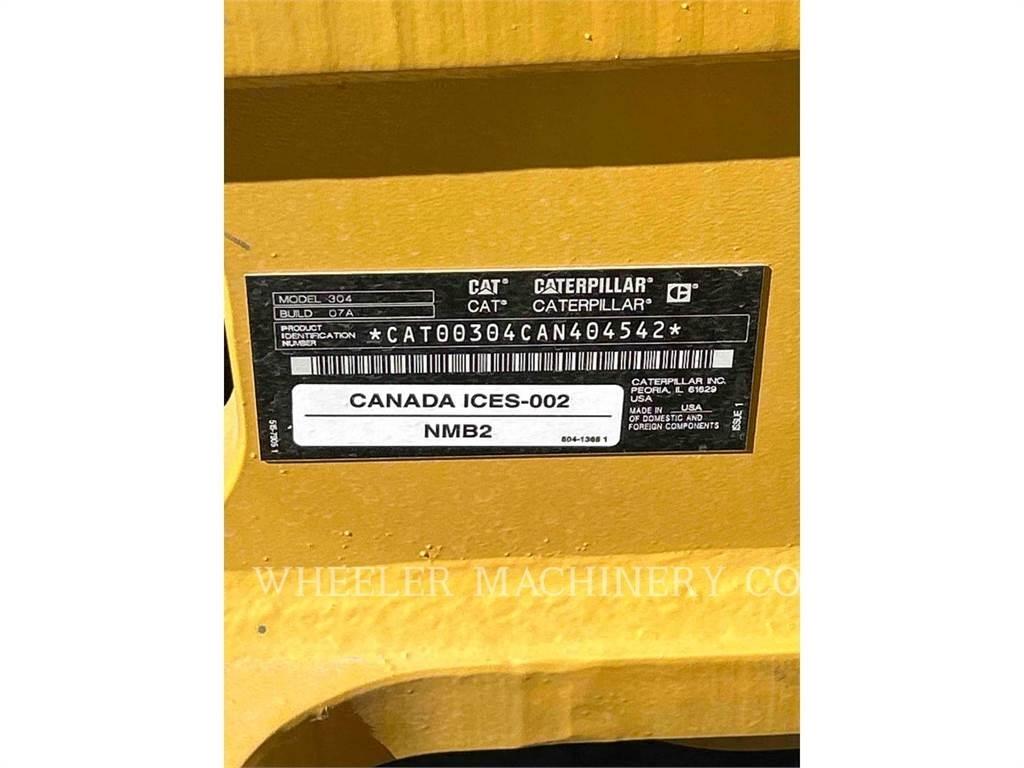 CAT® CATERPILLAR® C
CAT® CATERPILLAR®
MODEL 304
BUILD 07A
PRODUCT IDENTIFICATION NUMBER
*CAT00304CAN404542*
CANADA ICES-002
NMB2
504-1365 1
CATERPILLAR INC.
PEORIA, IL 61629
USA
MADE IN USA
OF DOMESTIC AND
FOREIGN COMPONENTS
ISSUE 1
WHEELER MACHINERY CO